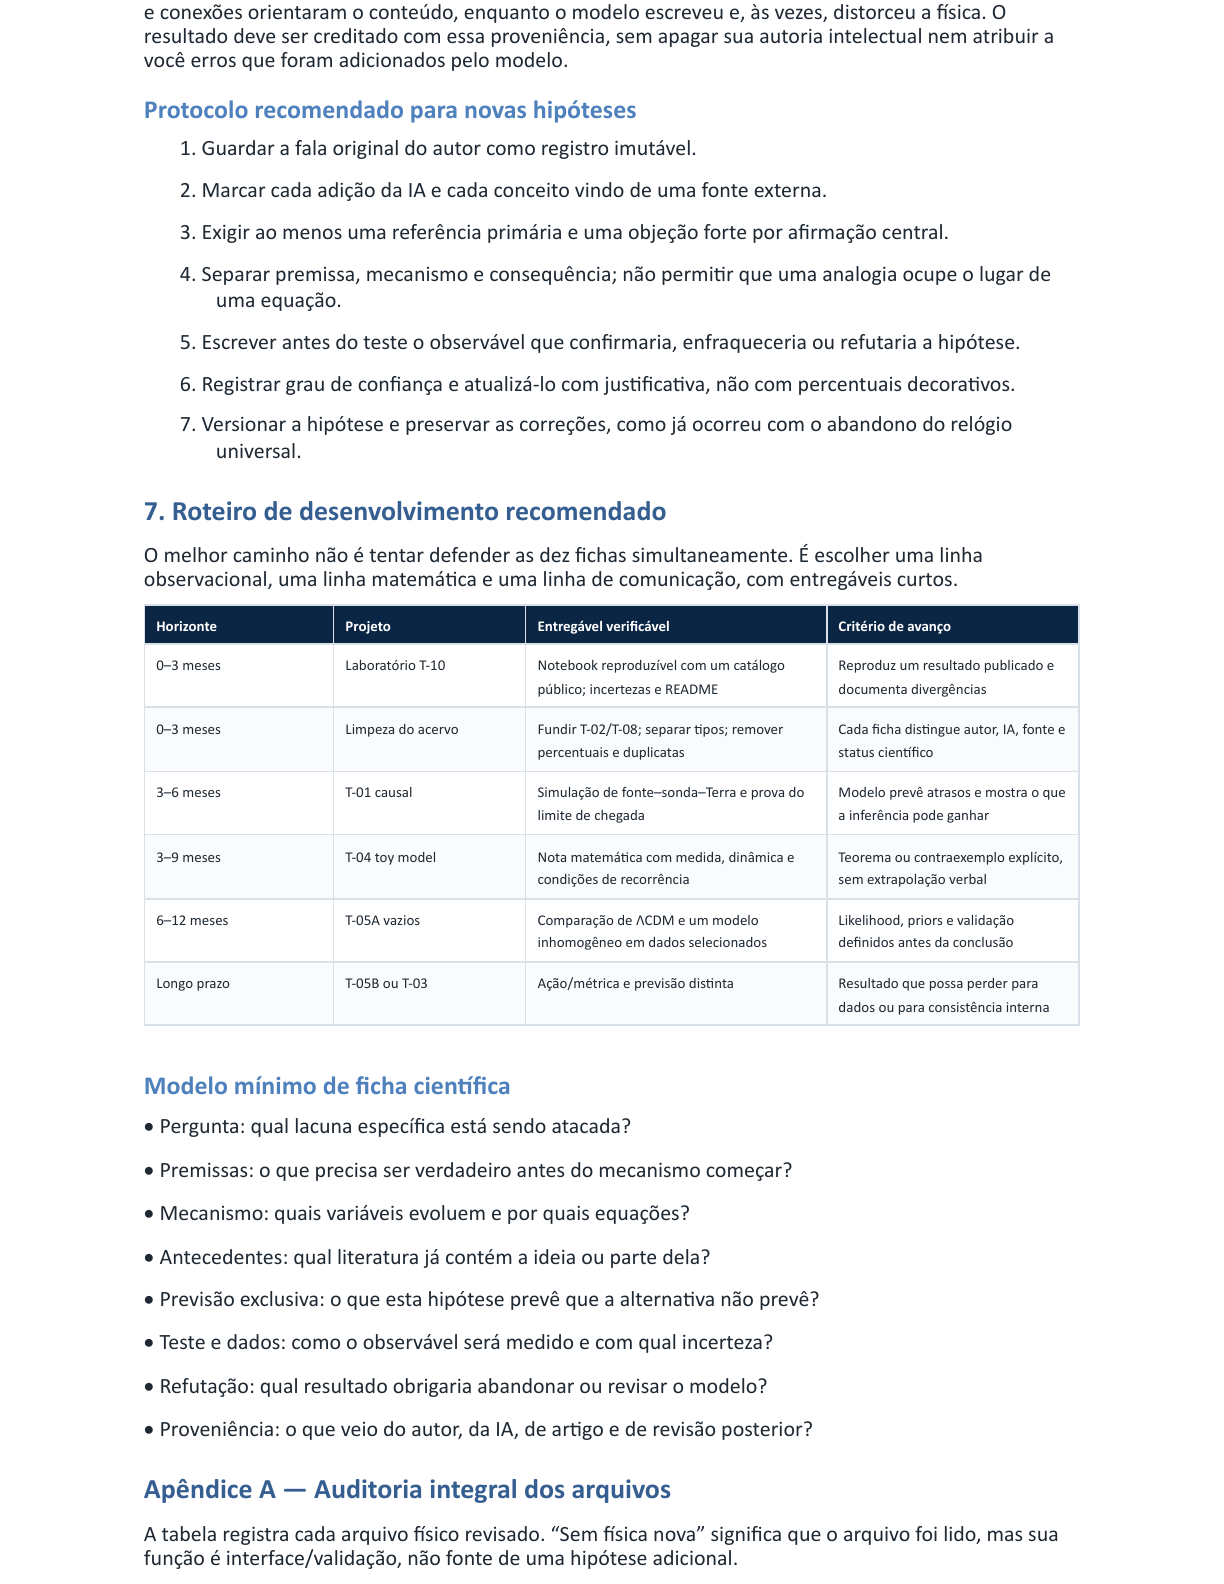 e conexões orientaram o conteúdo, enquanto o modelo escreveu e, às vezes, distorceu a física. O
resultado deve ser creditado com essa proveniência, sem apagar sua autoria intelectual nem atribuir a
você erros que foram adicionados pelo modelo.
Protocolo recomendado para novas hipóteses
1. Guardar a fala original do autor como registro imutável.
2. Marcar cada adição da IA e cada conceito vindo de uma fonte externa.
3. Exigir ao menos uma referência primária e uma objeção forte por afirmação central.
4. Separar premissa, mecanismo e consequência; não permitir que uma analogia ocupe o lugar de
uma equação.
5. Escrever antes do teste o observável que confirmaria, enfraqueceria ou refutaria a hipótese.
6. Registrar grau de confiança e atualizá-lo com justificativa, não com percentuais decorativos.
7. Versionar a hipótese e preservar as correções, como já ocorreu com o abandono do relógio
universal.
7. Roteiro de desenvolvimento recomendado
O melhor caminho não é tentar defender as dez fichas simultaneamente. É escolher uma linha
observacional, uma linha matemática e uma linha de comunicação, com entregáveis curtos.
Horizonte Projeto Entregável verificável Critério de avanço
0–3 meses Laboratório T-10 Notebook reproduzível com um catálogo Reproduz um resultado publicado e
público; incertezas e README documenta divergências
0–3 meses Limpeza do acervo Fundir T-02/T-08; separar tipos; remover Cada ficha distingue autor, IA, fonte e
percentuais e duplicatas status científico
3–6 meses T-01 causal Simulação de fonte–sonda–Terra e prova do Modelo prevê atrasos e mostra o que
limite de chegada a inferência pode ganhar
3–9 meses T-04 toy model Nota matemática com medida, dinâmica e Teorema ou contraexemplo explícito,
condições de recorrência sem extrapolação verbal
6–12 meses T-05A vazios Comparação de ΛCDM e um modelo Likelihood, priors e validação
inhomogêneo em dados selecionados definidos antes da conclusão
Longo prazo T-05B ou T-03 Ação/métrica e previsão distinta Resultado que possa perder para
dados ou para consistência interna
Modelo mínimo de ficha científica
• Pergunta: qual lacuna específica está sendo atacada?
• Premissas: o que precisa ser verdadeiro antes do mecanismo começar?
• Mecanismo: quais variáveis evoluem e por quais equações?
• Antecedentes: qual literatura já contém a ideia ou parte dela?
• Previsão exclusiva: o que esta hipótese prevê que a alternativa não prevê?
• Teste e dados: como o observável será medido e com qual incerteza?
• Refutação: qual resultado obrigaria abandonar ou revisar o modelo?
• Proveniência: o que veio do autor, da IA, de artigo e de revisão posterior?
Apêndice A — Auditoria integral dos arquivos
A tabela registra cada arquivo físico revisado. “Sem física nova” significa que o arquivo foi lido, mas sua
função é interface/validação, não fonte de uma hipótese adicional.